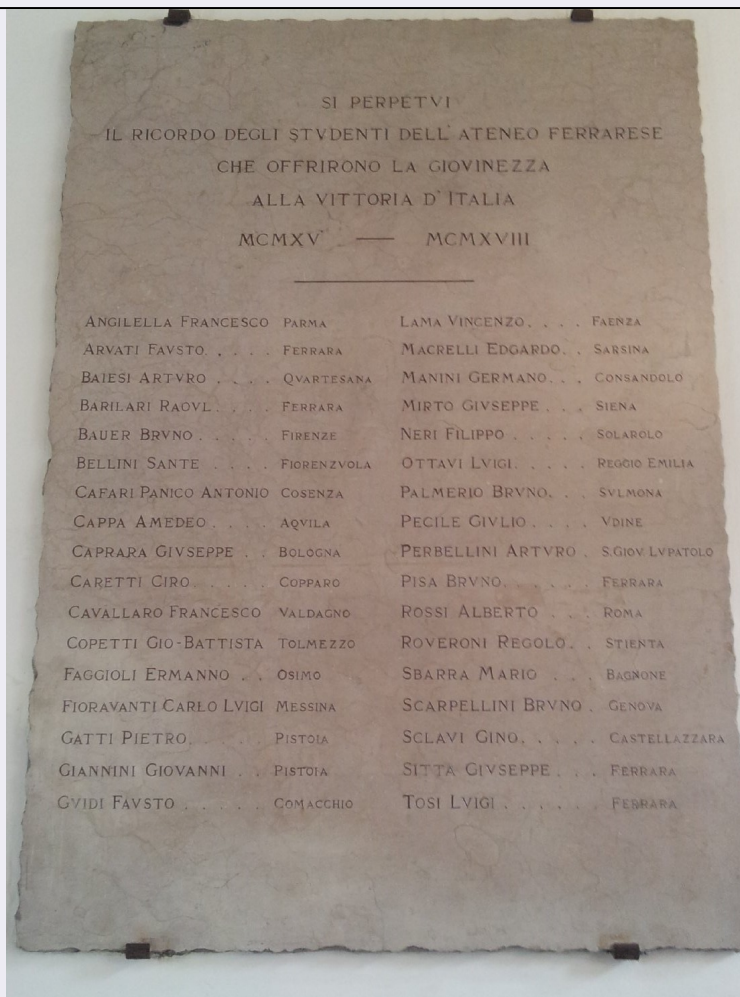 SI PERPETVI
IL RICORDO DEGLI STVDENTI DELL' ATENEO FERRARESE
CHE OFFRIRONO LA GIOVINEZZA
ALLA VITTORIA D'ITALIA
MCMXV — MCMXVIII
ANGILELLA FRANCESCO PARMA
ARVATI FAVSTO . . . . FERRARA
BAIESI ARTVRO . . . . QVARTESANA
BARILARI RAOVL . . . . FERRARA
BAUER BRVNO . . . . . FIRENZE
BELLINI SANTE . . . . FIORENZVOLA
CAFARI PANICO ANTONIO COSENZA
CAPPA AMEDEO . . . . AQVILA
CAPRARA GIVSEPPE . . BOLOGNA
CARETTI CIRO . . . . . COPPARO
CAVALLARO FRANCESCO VALDAGNO
COPETTI GIO-BATTISTA TOLMEZZO
FAGGIOLI ERMANNO . . OSIMO
FIORAVANTI CARLO LVIGI MESSINA
GATTI PIETRO . . . . . PISTOIA
GIANNINI GIOVANNI . . PISTOIA
GVIDI FAVSTO . . . . . COMACCHIO
LAMA VINCENZO . . . . FAENZA
MACRELLI EDGARDO . . SARSINA
MANINI GERMANO . . . CONSANDOLO
MIRTO GIVSEPPE . . . SIENA
NERI FILIPPO . . . . . SOLAROLO
OTTAVI LVIGI . . . . . REGGIO EMILIA
PALMERIO BRVNO . . . SVLMONA
PECILE GIVLIO . . . . VDINE
PERBELLINI ARTVRO . S.GIOV. LVPATOLO
PISA BRVNO . . . . . . FERRARA
ROSSI ALBERTO . . . ROMA
ROVERONI REGOLO . . STIENTA
SBARRA MARIO . . . BAGNONE
SCARPELLINI BRVNO . GENOVA
SCLAVI GINO . . . . . CASTELLAZZARA
SITTA GIVSEPPE . . . FERRARA
TOSI LVIGI . . . . . . FERRARA